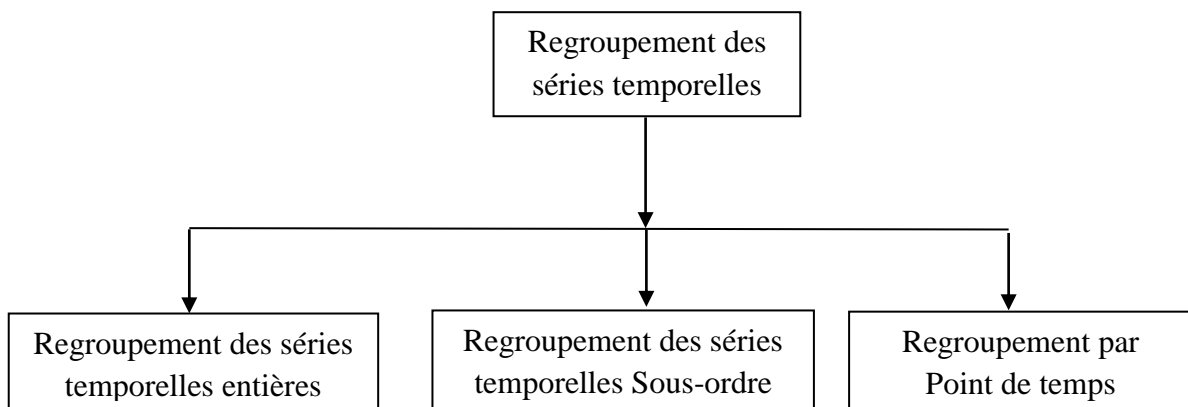 Regroupement des
séries temporelles
Regroupement des séries
temporelles entières
Regroupement des séries
temporelles Sous-ordre
Regroupement par
Point de temps